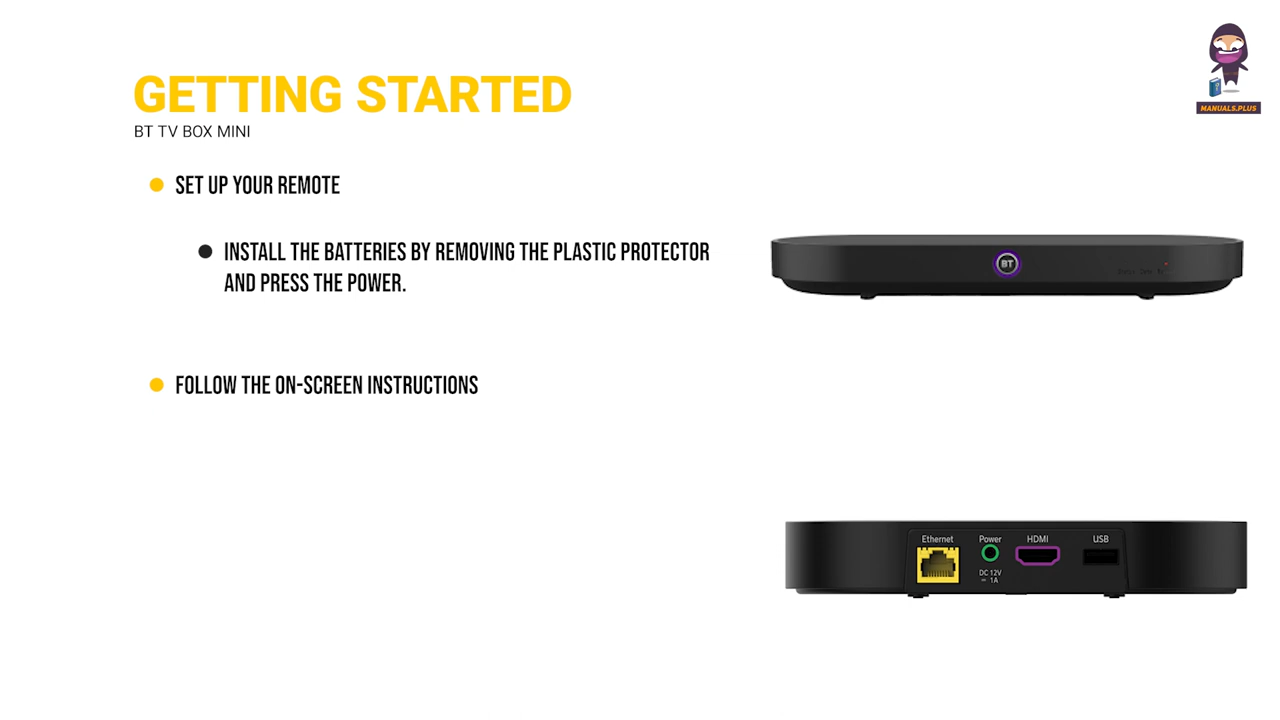 GETTING STARTED
BT TV BOX MINI
SET UP YOUR REMOTE
INSTALL THE BATTERIES BY REMOVING THE PLASTIC PROTECTOR
AND PRESS THE POWER.
FOLLOW THE ON-SCREEN INSTRUCTIONS
MANUALS.PLUS
BT
Ethernet
Power
HDMI
USB
DC 12V
⎓ 1A